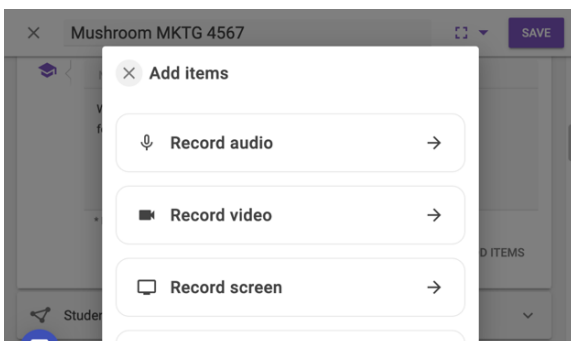 Mushroom MKTG 4567
SAVE
Add items
Record audio
Record video
Record screen
D ITEMS
Studen